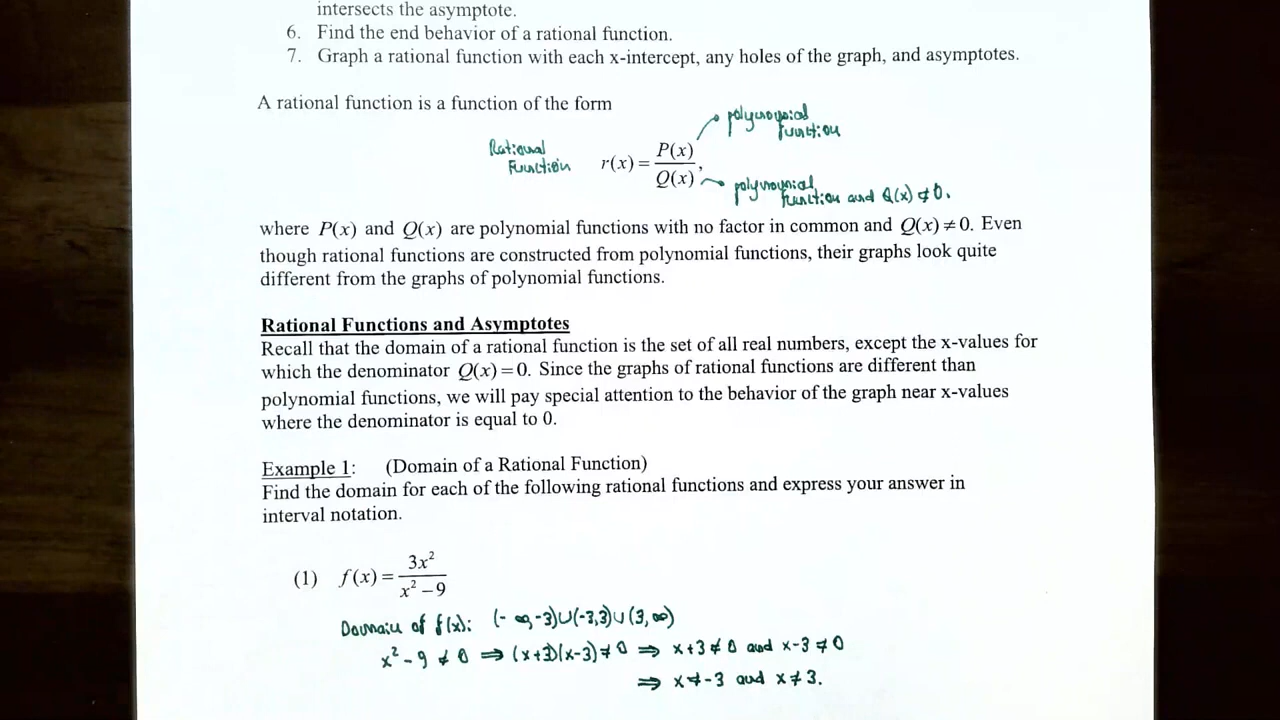 intersects the asymptote.
6. Find the end behavior of a rational function.
7. Graph a rational function with each x-intercept, any holes of the graph, and asymptotes.
A rational function is a function of the form
polynomial
function
Rational
Function
r(x) = P(x)/Q(x),
polynomial
function and Q(x) ≠ 0.
where P(x) and Q(x) are polynomial functions with no factor in common and Q(x) ≠ 0. Even
though rational functions are constructed from polynomial functions, their graphs look quite
different from the graphs of polynomial functions.
Rational Functions and Asymptotes
Recall that the domain of a rational function is the set of all real numbers, except the x-values for
which the denominator Q(x) = 0. Since the graphs of rational functions are different than
polynomial functions, we will pay special attention to the behavior of the graph near x-values
where the denominator is equal to 0.
Example 1: (Domain of a Rational Function)
Find the domain for each of the following rational functions and express your answer in
interval notation.
(1) f(x) = 3x²/(x² − 9)
Domain of f(x): (-∞,-3)∪(-3,3)∪(3,∞)
x² - 9 ≠ 0 ⟹ (x+3)(x-3) ≠ 0 ⟹ x+3 ≠ 0 and x-3 ≠ 0
⟹ x ≠ -3 and x ≠ 3.